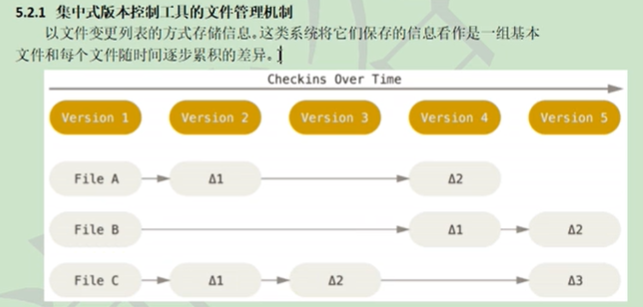 5.2.1 集中式版本控制工具的文件管理机制
以文件变更列表的方式存储信息。这类系统将它们保存的信息看作是一组基本
文件和每个文件随时间逐步累积的差异。
Checkins Over Time
Version 1 Version 2 Version 3 Version 4 Version 5
File A Δ1 Δ2
File B Δ1 Δ2
File C Δ1 Δ2 Δ3